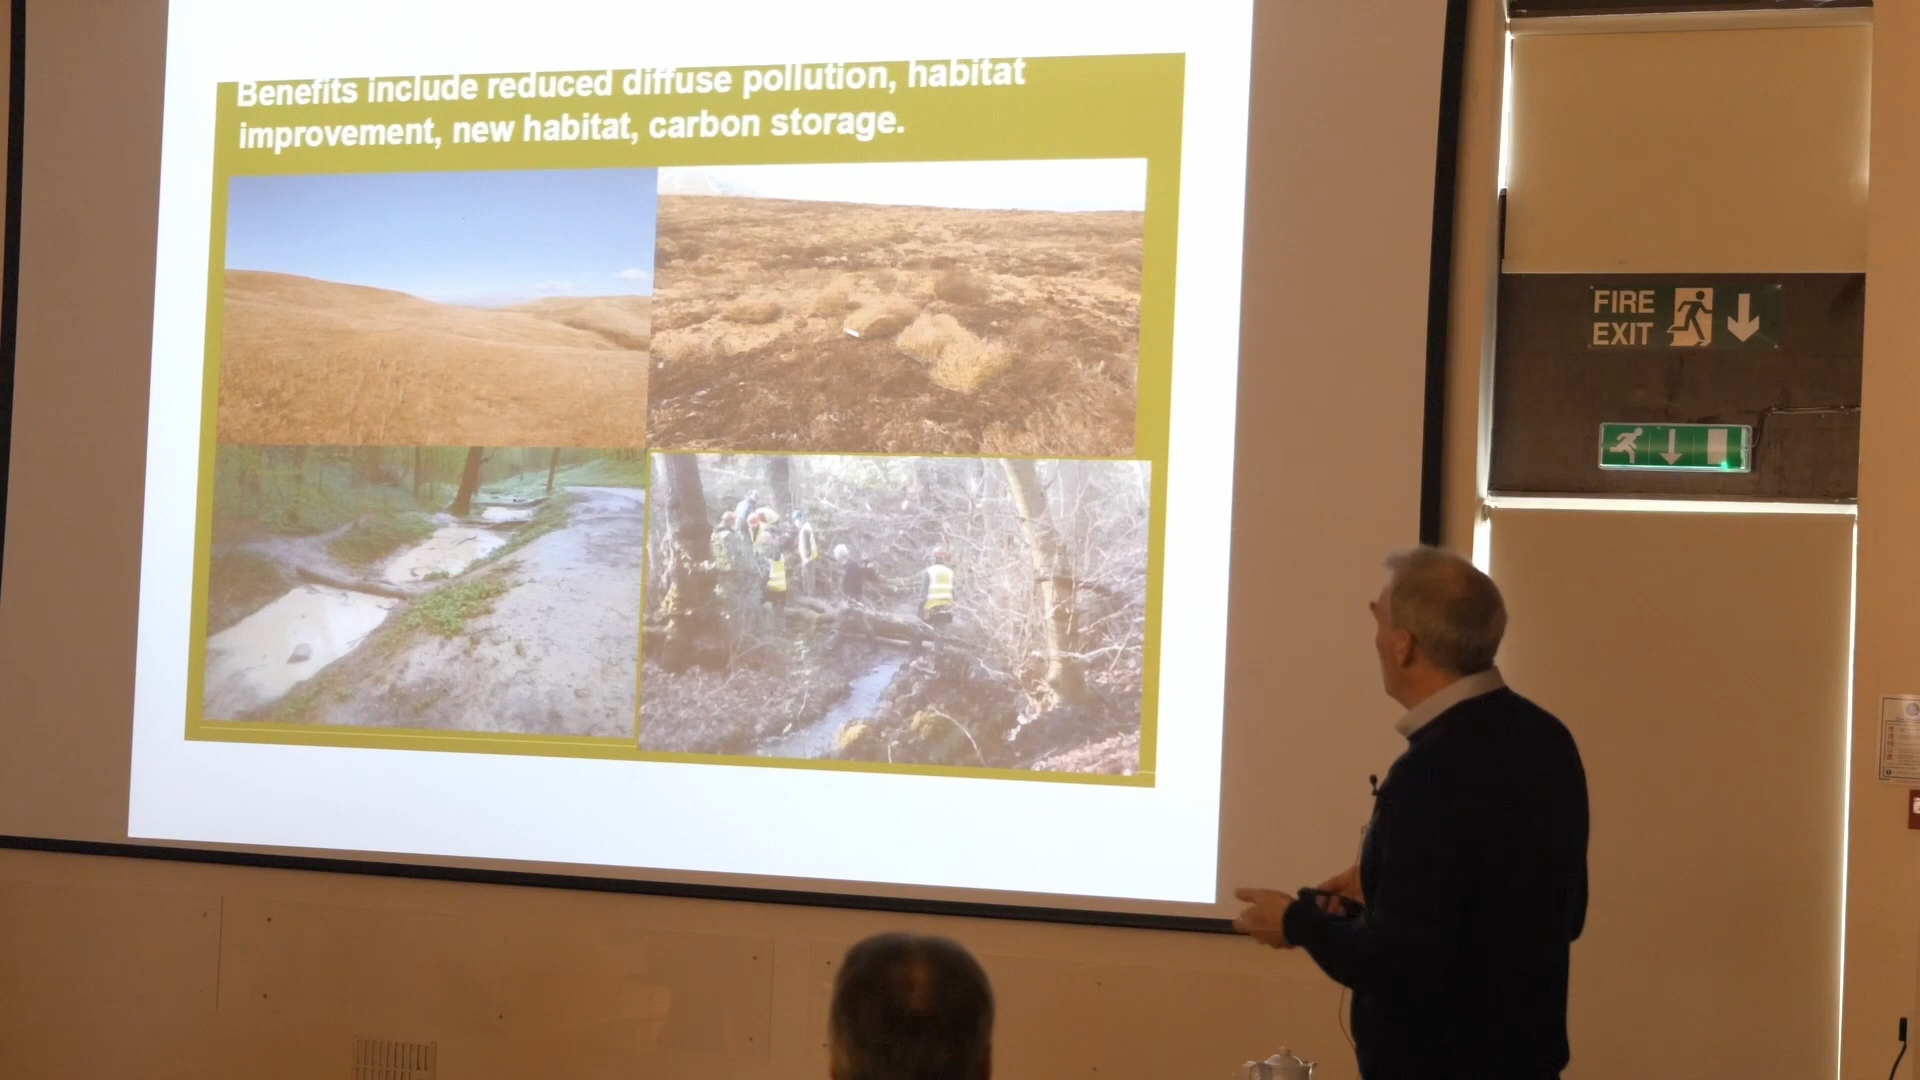 Benefits include reduced diffuse pollution, habitat
improvement, new habitat, carbon storage.
FIRE
EXIT